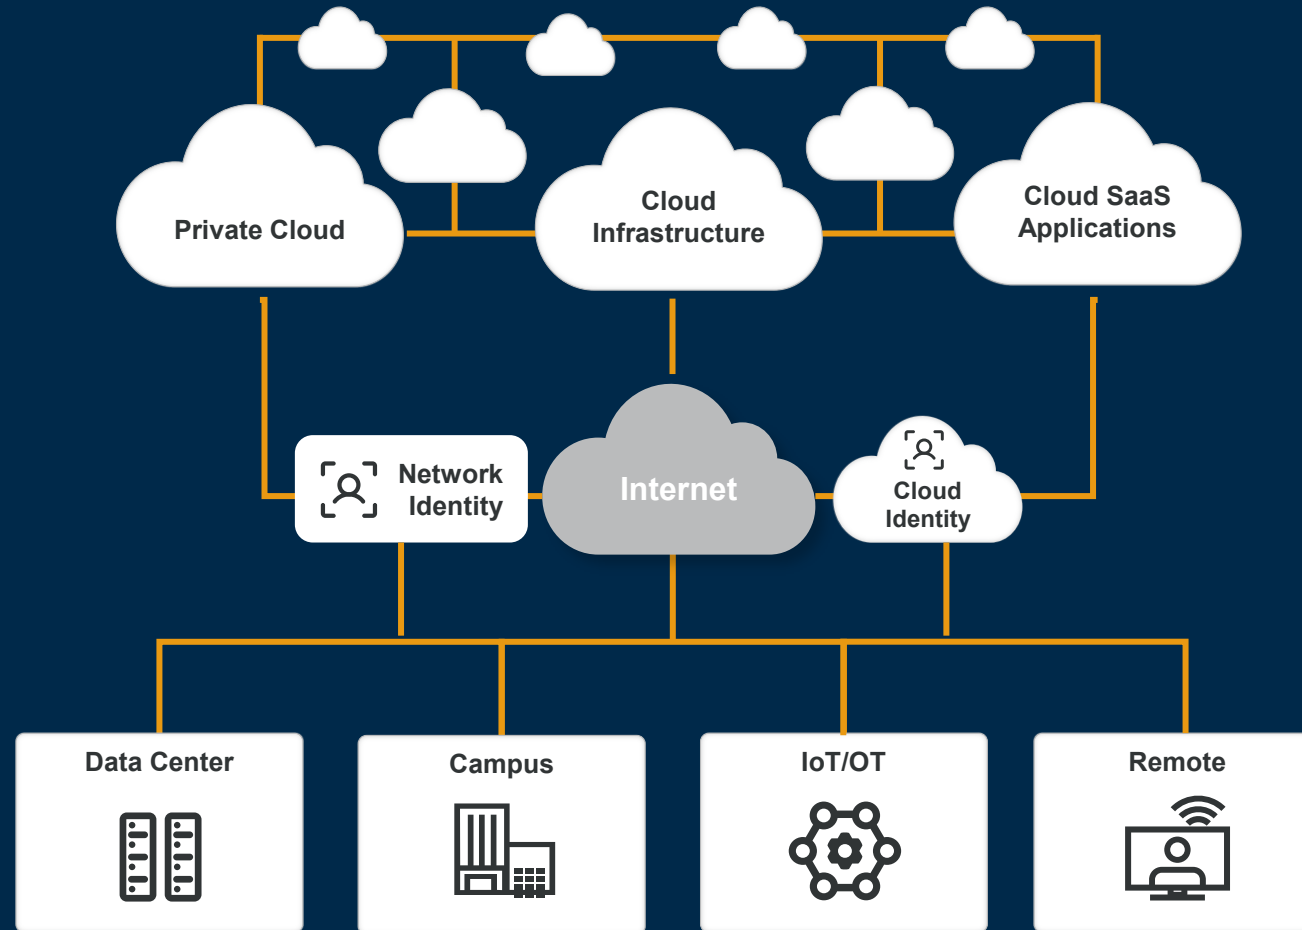 Private Cloud
Cloud
Infrastructure
Cloud SaaS
Applications
Network
Identity
Internet
Cloud
Identity
Data Center
Campus
IoT/OT
Remote